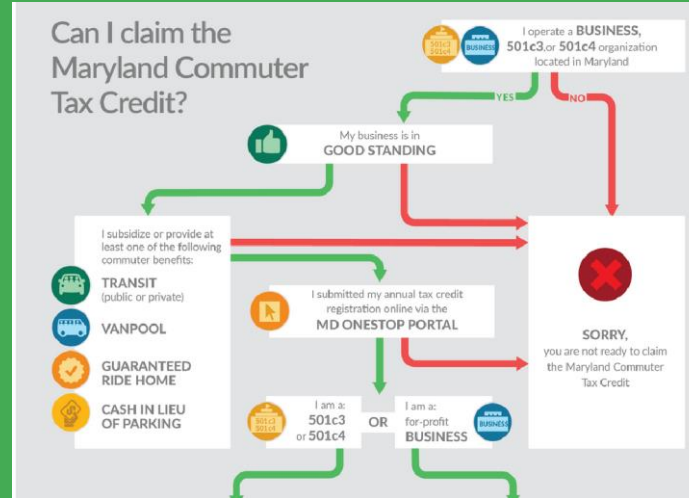 Can I claim the
Maryland Commuter
Tax Credit?
501c3
501c4
BUSINESS
I operate a BUSINESS,
501c3, or 501c4 organization
located in Maryland
YES
NO
My business is in
GOOD STANDING
I subsidize or provide at
least one of the following
commuter benefits:
TRANSIT
(public or private)
VANPOOL
GUARANTEED
RIDE HOME
CASH IN LIEU
OF PARKING
I submitted my annual tax credit
registration online via the
MD ONESTOP PORTAL
SORRY,
you are not ready to claim
the Maryland Commuter
Tax Credit
501c3
501c4
I am a:
501c3
or 501c4
OR
I am a:
for-profit
BUSINESS
BUSINESS